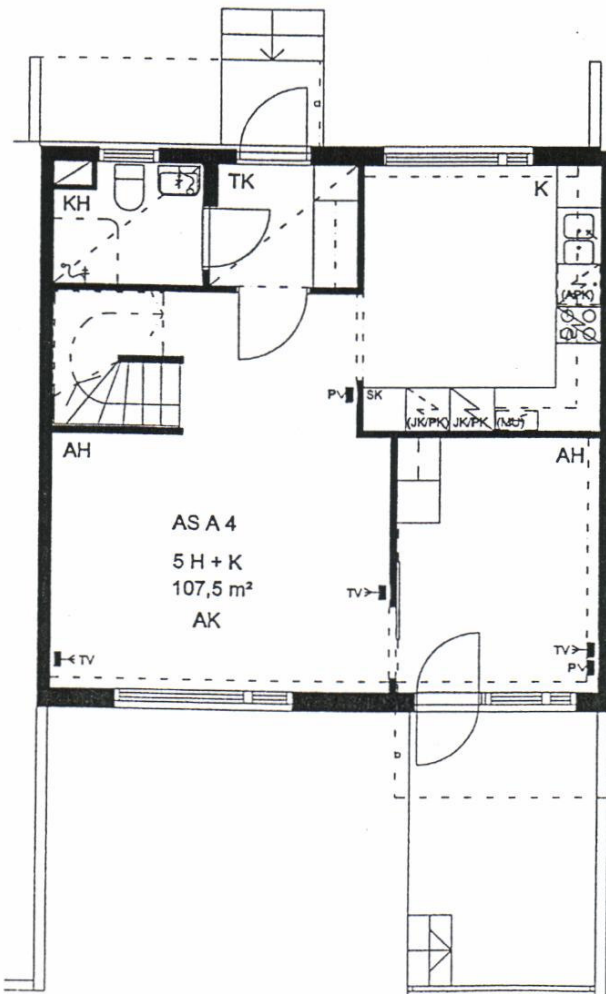 TK
K
KH
(APK)
PV
SK
(JK/PK)
JK/PK
(MU)
AH
AH
AS A 4
5 H + K
107,5 m²
AK
TV
TV
TV
PV